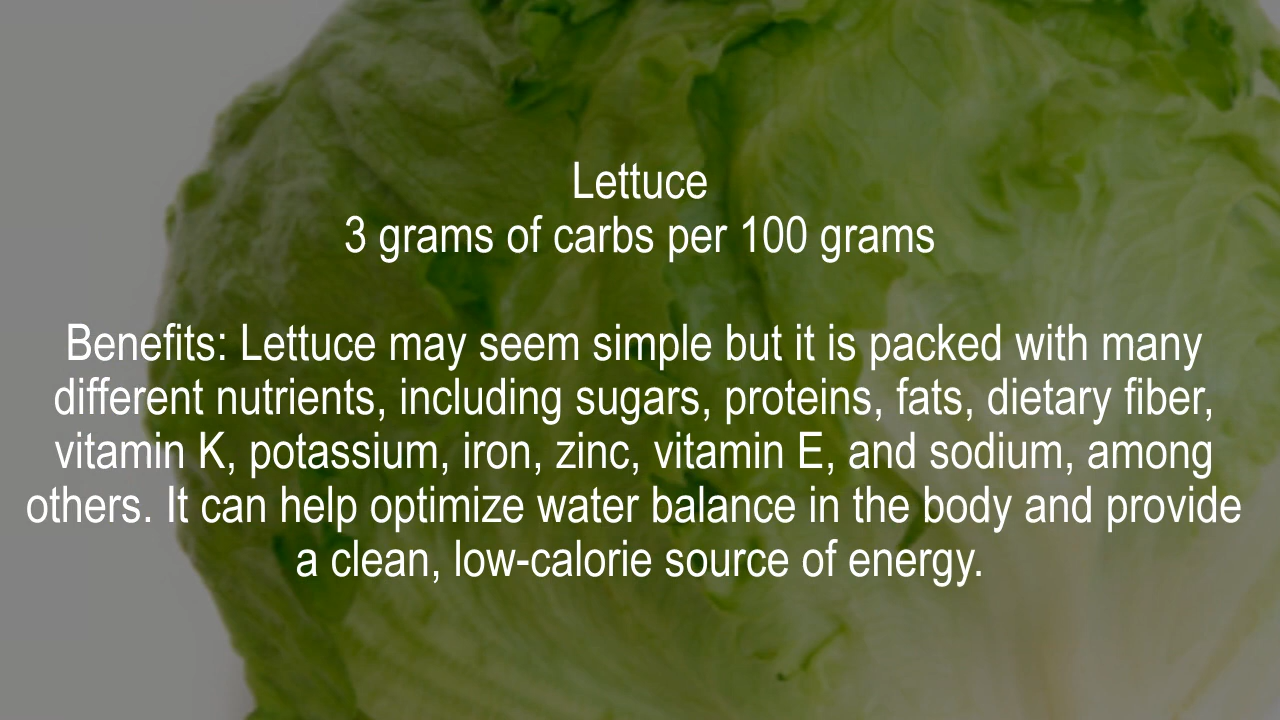 Lettuce
3 grams of carbs per 100 grams
Benefits: Lettuce may seem simple but it is packed with many
different nutrients, including sugars, proteins, fats, dietary fiber,
vitamin K, potassium, iron, zinc, vitamin E, and sodium, among
others. It can help optimize water balance in the body and provide
a clean, low-calorie source of energy.